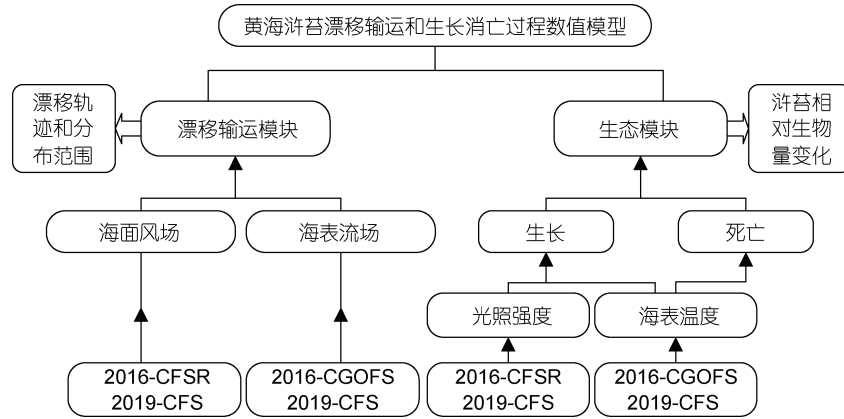 黄海浒苔漂移输运和生长消亡过程数值模型
漂移轨
迹和分
布范围
漂移输运模块
生态模块
浒苔相
对生物
量变化
海面风场
海表流场
生长
死亡
光照强度
海表温度
2016-CFSR
2019-CFS
2016-CGOFS
2019-CFS
2016-CFSR
2019-CFS
2016-CGOFS
2019-CFS